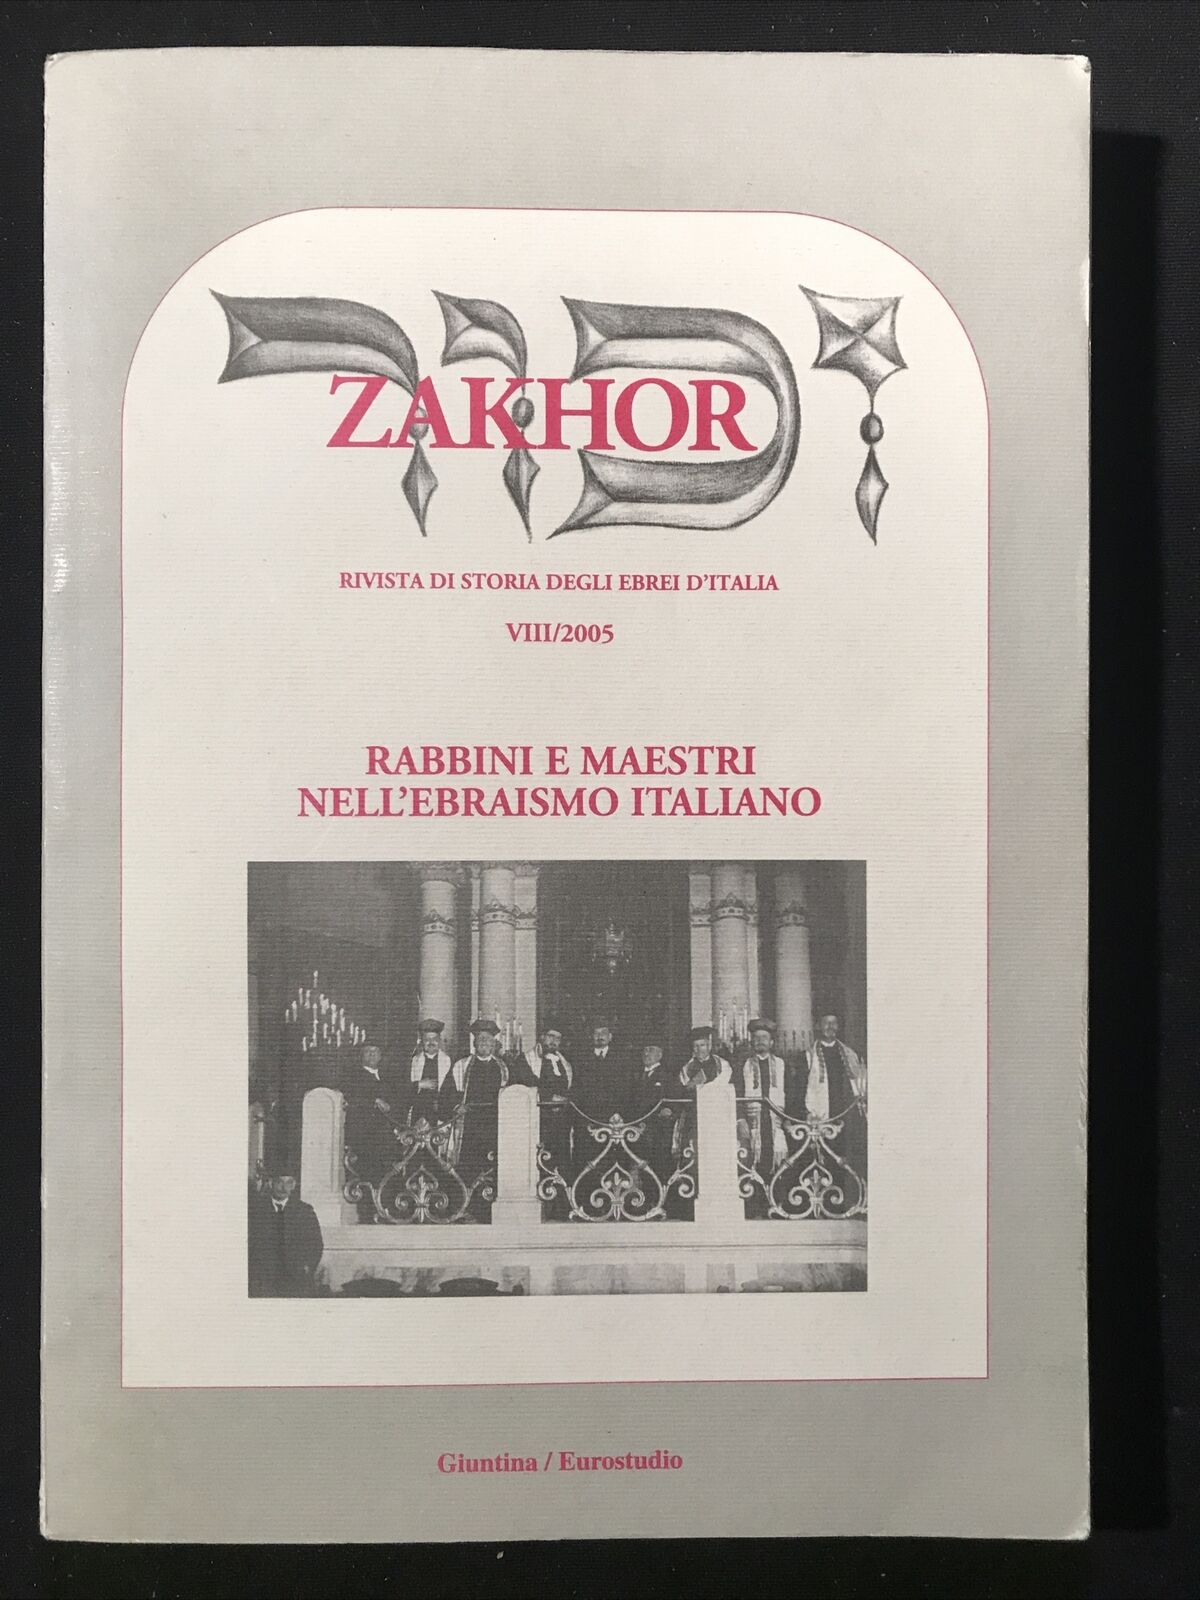 זכור
ZAKHOR
RIVISTA DI STORIA DEGLI EBREI D'ITALIA
VIII/2005
RABBINI E MAESTRI
NELL'EBRAISMO ITALIANO
Giuntina / Eurostudio